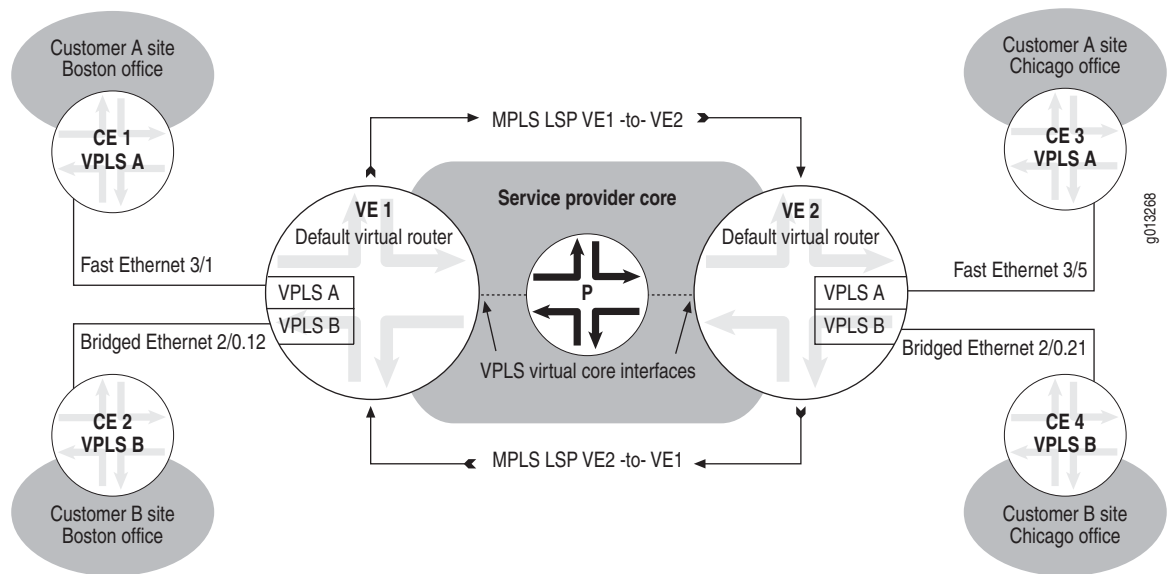 Customer A site
Boston office
CE 1
VPLS A
Customer A site
Chicago office
CE 3
VPLS A
MPLS LSP VE1 -to- VE2
g013268
Service provider core
VE 1
Default virtual router
VE 2
Default virtual router
P
Fast Ethernet 3/1
Fast Ethernet 3/5
VPLS A
VPLS B
VPLS A
VPLS B
Bridged Ethernet 2/0.12
Bridged Ethernet 2/0.21
VPLS virtual core interfaces
CE 2
VPLS B
CE 4
VPLS B
MPLS LSP VE2 -to- VE1
Customer B site
Boston office
Customer B site
Chicago office